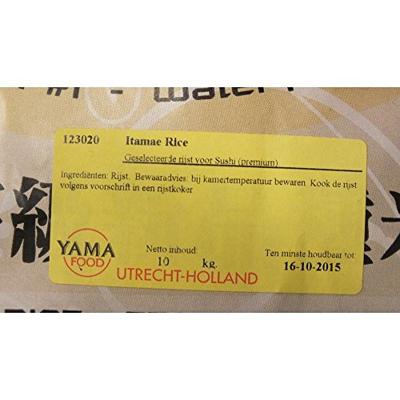 #1 - water
123020 Itamae Rice
Geselecteerde rijst voor Sushi (premium)
Ingrediënten: Rijst. Bewaaradvies: bij kamertemperatuur bewaren. Kook de rijst
volgens voorschrift in een rijstkoker
YAMA
FOOD
Netto inhoud:
10 kg.
Ten minste houdbaar tot:
16-10-2015
UTRECHT-HOLLAND